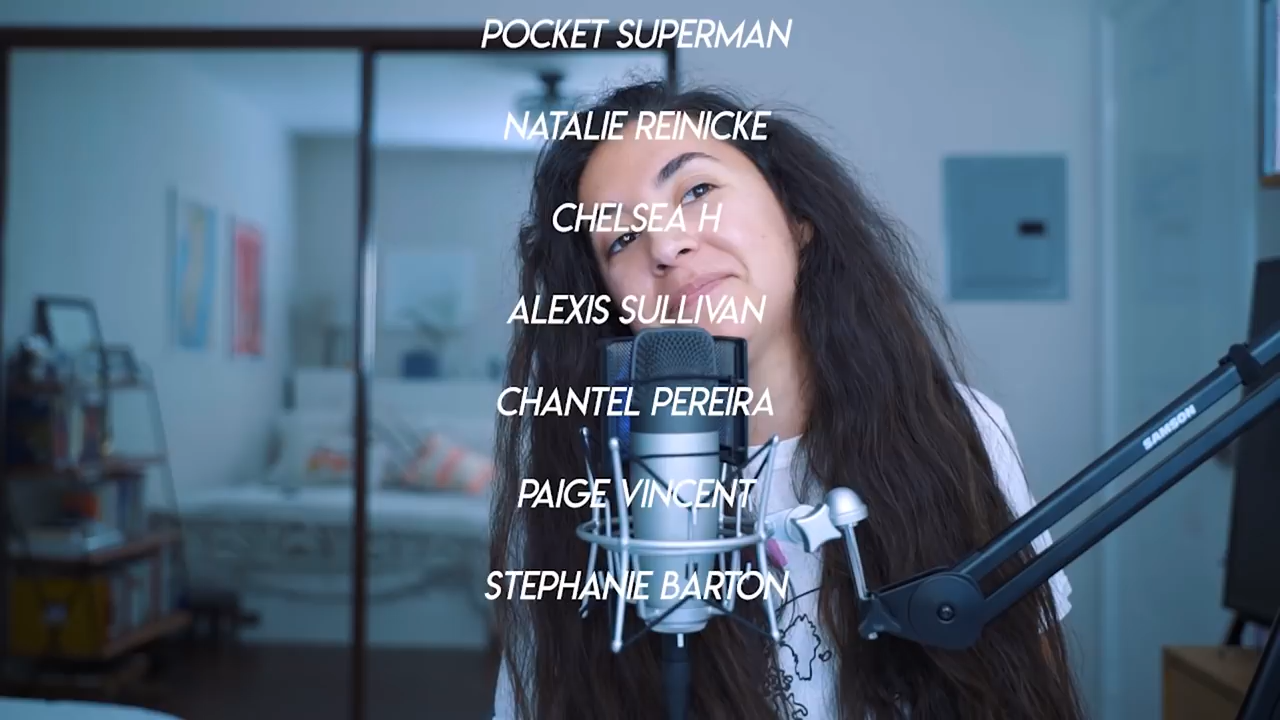 POCKET SUPERMAN
NATALIE REINICKE
CHELSEA H
ALEXIS SULLIVAN
CHANTEL PEREIRA
PAIGE VINCENT
STEPHANIE BARTON
SAMSON